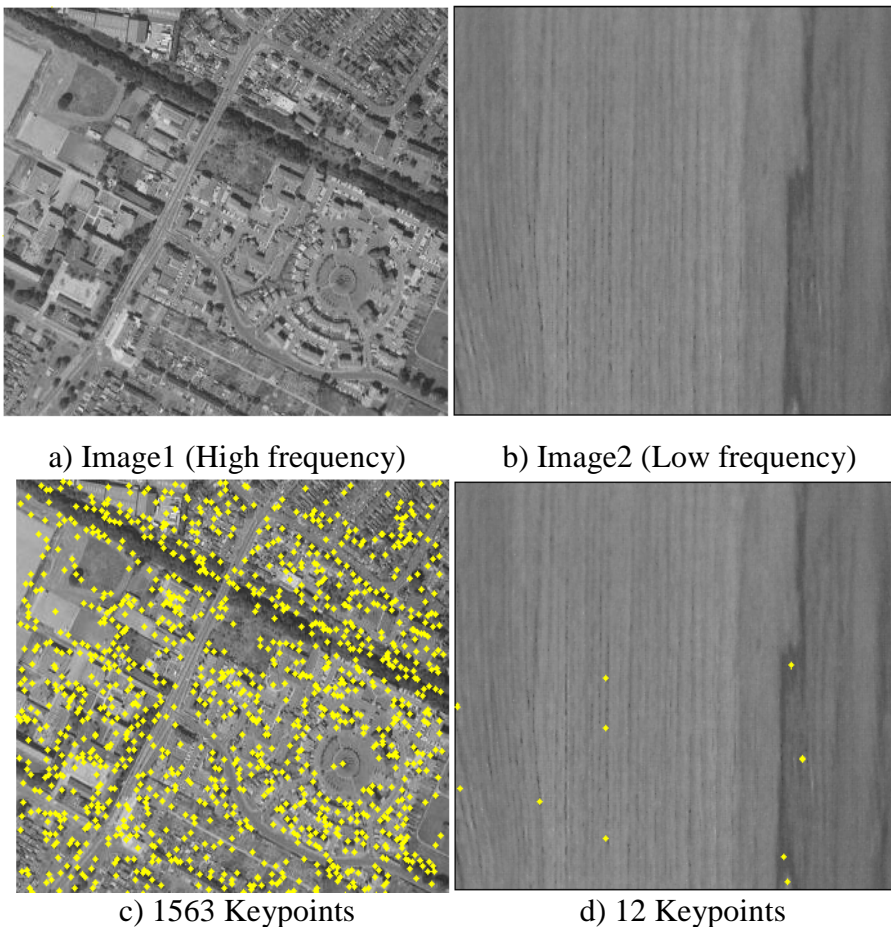 a) Image1 (High frequency)
b) Image2 (Low frequency)
c) 1563 Keypoints
d) 12 Keypoints